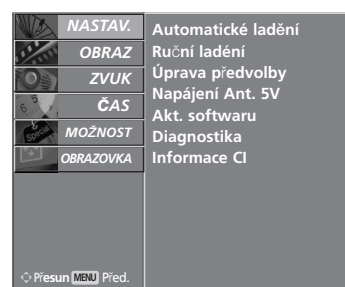 NASTAV.
OBRAZ
ZVUK
ČAS
MOŽNOST
OBRAZOVKA
Automatické ladění
Ruční ladéní
Úprava předvolby
Napájení Ant. 5V
Akt. softwaru
Diagnostika
Informace CI
Přesun MENU Před.